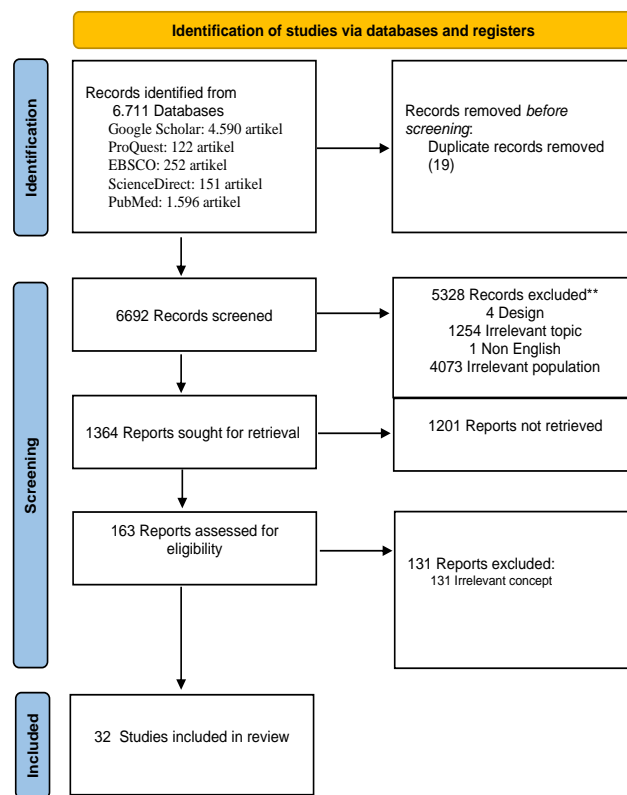 Identification of studies via databases and registers
Identification
Records identified from
6.711 Databases
Google Scholar: 4.590 artikel
ProQuest: 122 artikel
EBSCO: 252 artikel
ScienceDirect: 151 artikel
PubMed: 1.596 artikel
Records removed before
screening:
Duplicate records removed
(19)
Screening
6692 Records screened
5328 Records excluded**
4 Design
1254 Irrelevant topic
1 Non English
4073 Irrelevant population
1364 Reports sought for retrieval
1201 Reports not retrieved
163 Reports assessed for
eligibility
131 Reports excluded:
131 Irrelevant concept
Included
32 Studies included in review